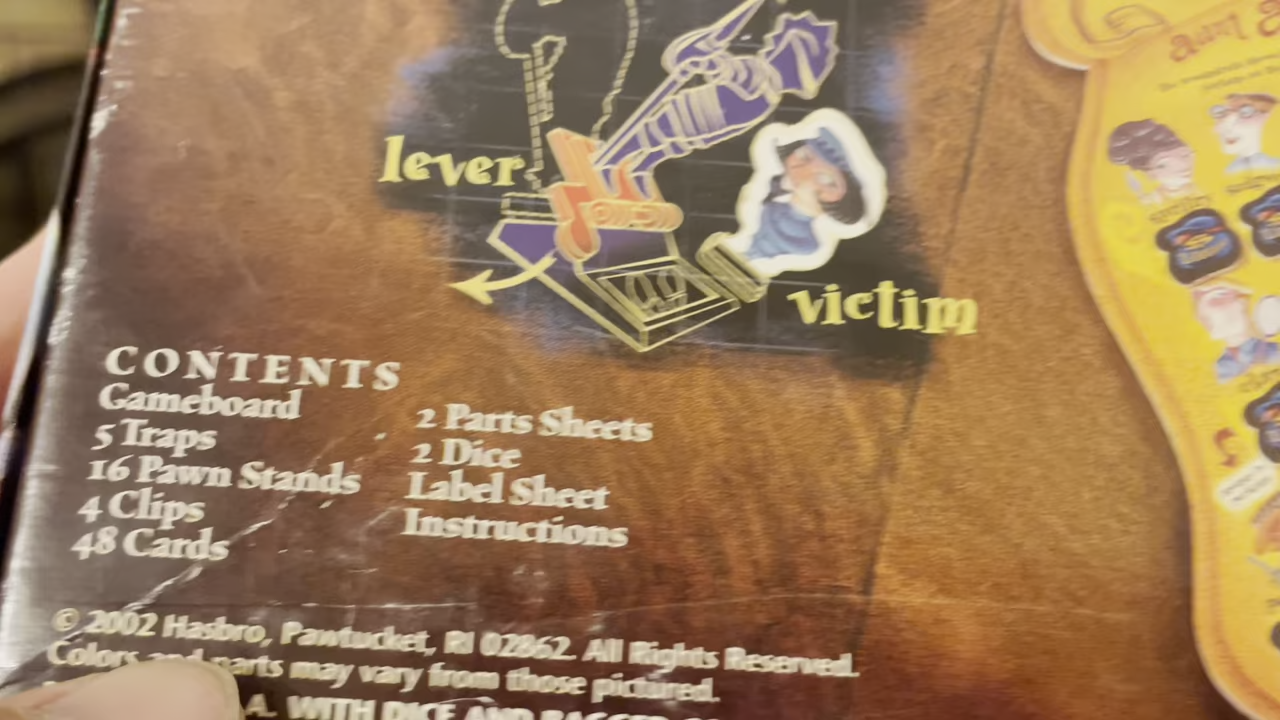 lever
victim
CONTENTS
Gameboard
5 Traps
16 Pawn Stands
4 Clips
48 Cards
2 Parts Sheets
2 Dice
Label Sheet
Instructions
© 2002 Hasbro, Pawtucket, RI 02862. All Rights Reserved.
Colors and parts may vary from those pictured.
A. WITH DICE AND